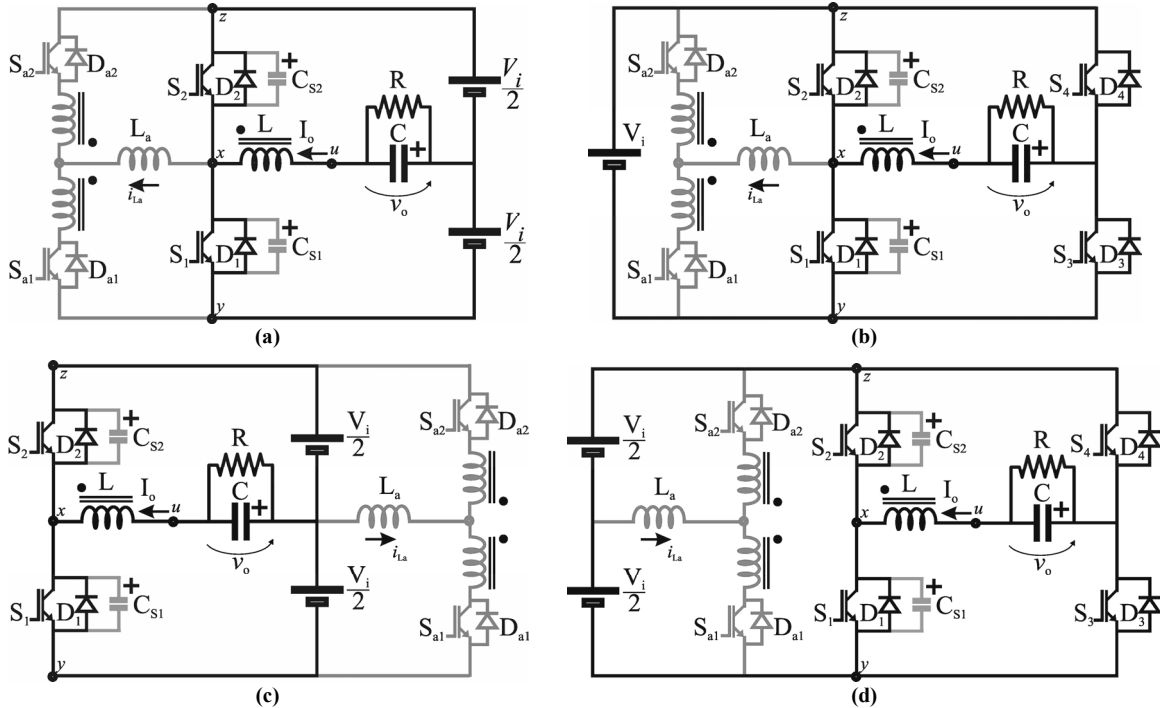 z
S_a2 D_a2 S_2 D_2 + C_S2 V_i/2
R
L_a L I_o C +
x u
i_La v_o
S_a1 D_a1 S_1 D_1 + C_S1 V_i/2
y
(a)
z
S_a2 D_a2 S_2 D_2 + C_S2 S_4 D_4
R
V_i L_a L I_o C +
x u
i_La v_o
S_a1 D_a1 S_1 D_1 + C_S1 S_3 D_3
y
(b)
z
S_2 D_2 + C_S2 V_i/2 S_a2 D_a2
R
L I_o C + L_a
x u
v_o i_La
S_1 D_1 + C_S1 V_i/2 S_a1 D_a1
y
(c)
z
V_i/2 S_a2 D_a2 S_2 D_2 + C_S2 S_4 D_4
R
L_a L I_o C +
x u
i_La v_o
V_i/2 S_a1 D_a1 S_1 D_1 + C_S1 S_3 D_3
y
(d)